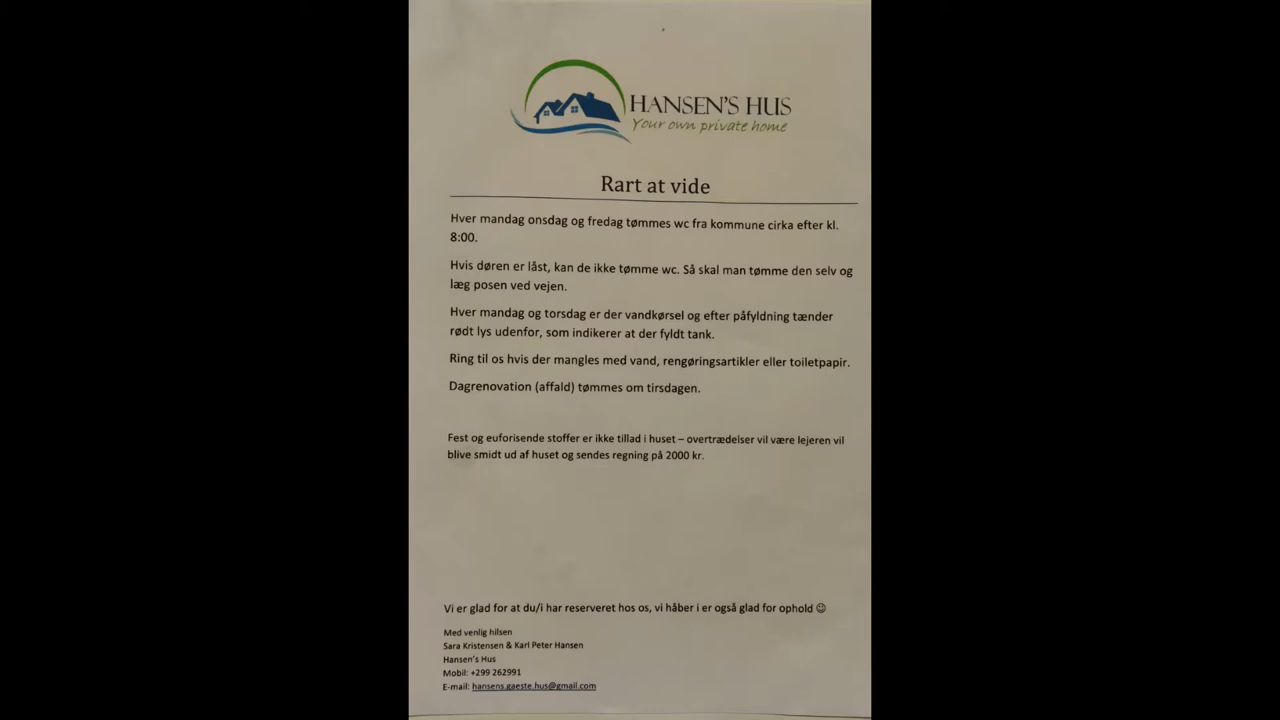 HANSEN'S HUS
Your own private home
Rart at vide
Hver mandag onsdag og fredag tømmes wc fra kommune cirka efter kl.
8:00.
Hvis døren er låst, kan de ikke tømme wc. Så skal man tømme den selv og
læg posen ved vejen.
Hver mandag og torsdag er der vandkørsel og efter påfyldning tænder
rødt lys udenfor, som indikerer at der fyldt tank.
Ring til os hvis der mangles med vand, rengøringsartikler eller toiletpapir.
Dagrenovation (affald) tømmes om tirsdagen.
Fest og euforisende stoffer er ikke tillad i huset – overtrædelser vil være lejeren vil
blive smidt ud af huset og sendes regning på 2000 kr.
Vi er glad for at du/i har reserveret hos os, vi håber i er også glad for ophold ☺
Med venlig hilsen
Sara Kristensen & Karl Peter Hansen
Hansen's Hus
Mobil: +299 262991
E-mail: hansens.gaeste.hus@gmail.com